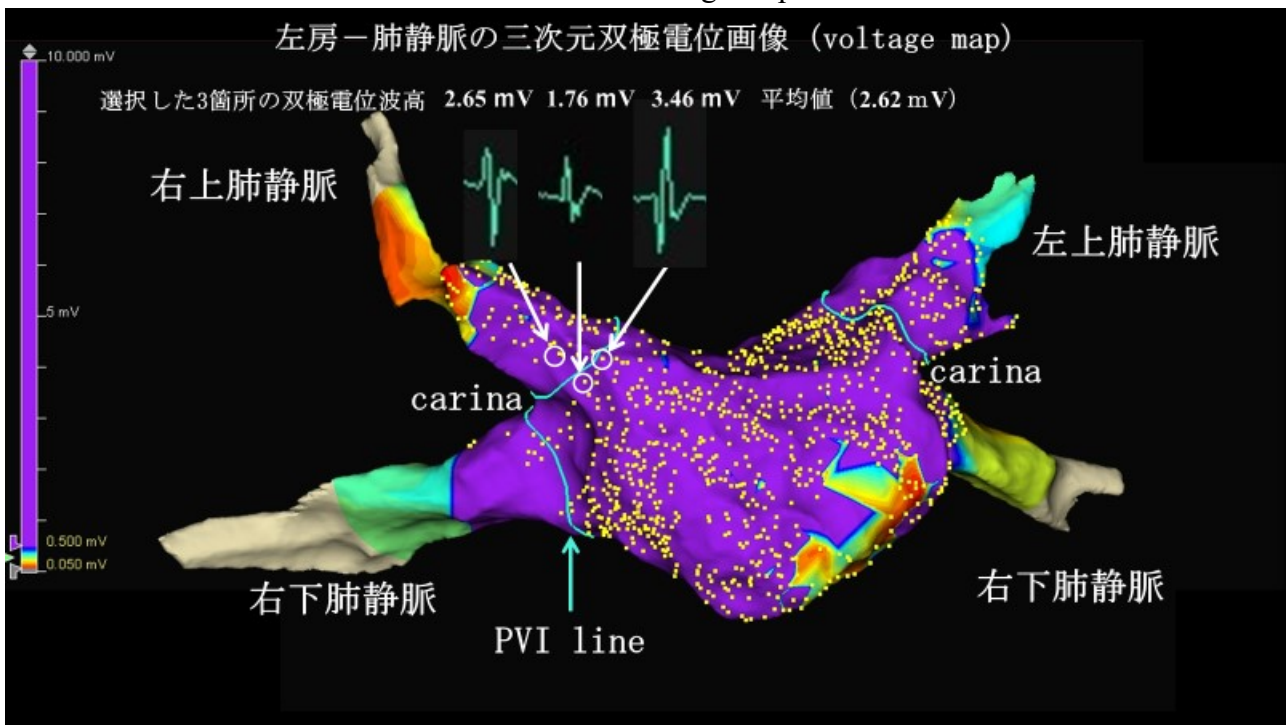 左房－肺静脈の三次元双極電位画像 (voltage map)
10.000 mV
選択した3箇所の双極電位波高 2.65 mV 1.76 mV 3.46 mV 平均値（2.62 mV）
右上肺静脈
左上肺静脈
5 mV
carina
carina
0.500 mV
0.050 mV
右下肺静脈
右下肺静脈
PVI line